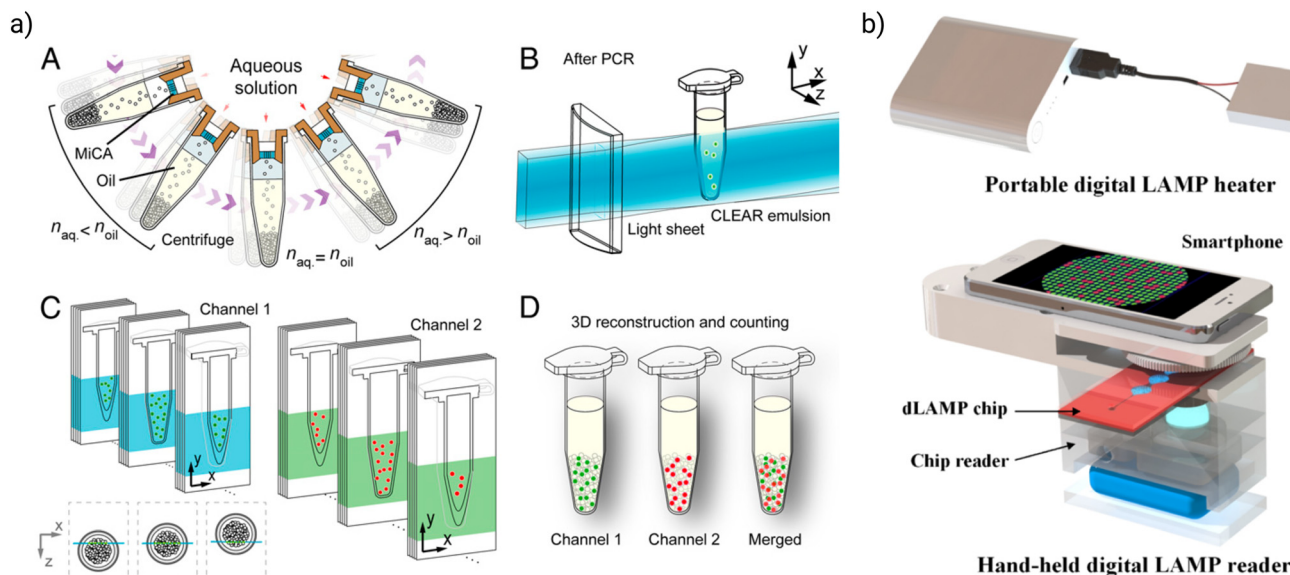 a)
A
Aqueous
solution
MiCA
Oil
n_aq. < n_oil
Centrifuge
n_aq. = n_oil
n_aq. > n_oil
B
After PCR
y
x
z
Light sheet
CLEAR emulsion
C
Channel 1
Channel 2
y
x
y
x
x
z
D
3D reconstruction and counting
Channel 1
Channel 2
Merged
b)
Portable digital LAMP heater
Smartphone
dLAMP chip
Chip reader
Hand-held digital LAMP reader